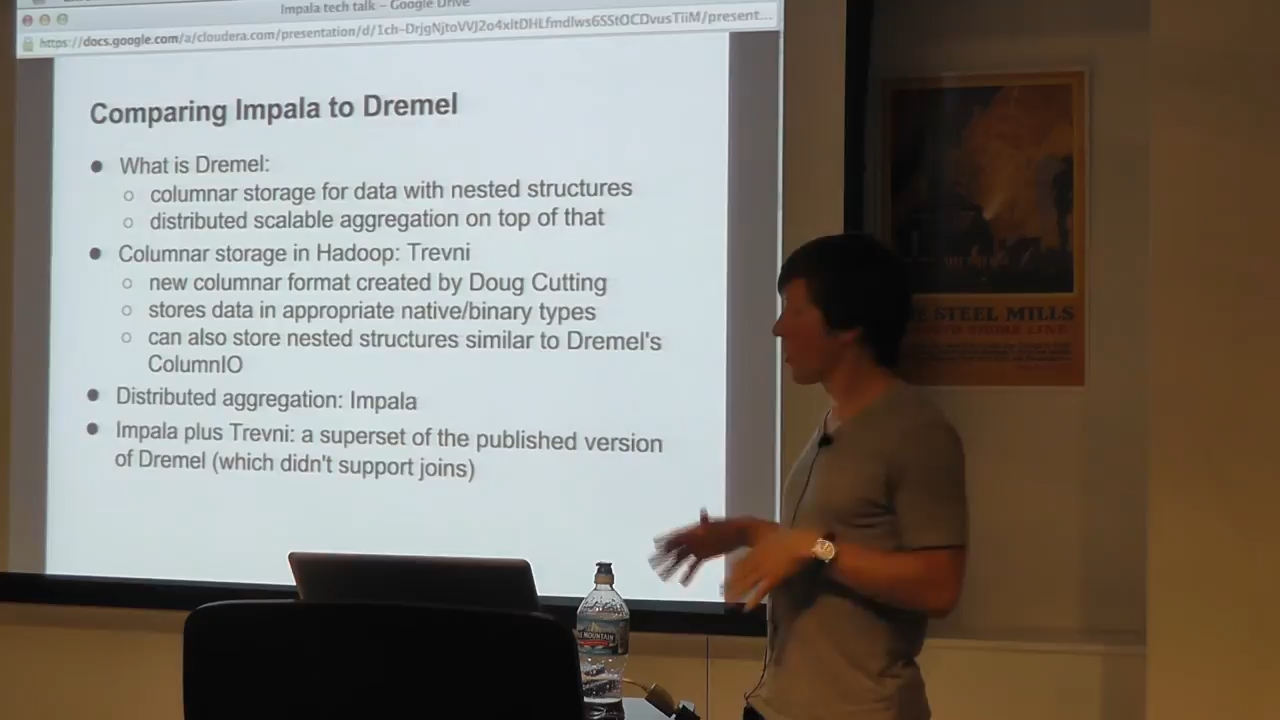 Impala tech talk – Google Drive
https://docs.google.com/a/cloudera.com/presentation/d/1ch-DrjgNjtoVVJ2o4xltDHLfmdlws6SStOCDvusTiiM/present...
Comparing Impala to Dremel
● What is Dremel:
○ columnar storage for data with nested structures
○ distributed scalable aggregation on top of that
● Columnar storage in Hadoop: Trevni
○ new columnar format created by Doug Cutting
○ stores data in appropriate native/binary types
○ can also store nested structures similar to Dremel's
ColumnIO
● Distributed aggregation: Impala
● Impala plus Trevni: a superset of the published version
of Dremel (which didn't support joins)
STEEL MILLS
MOUNTAIN